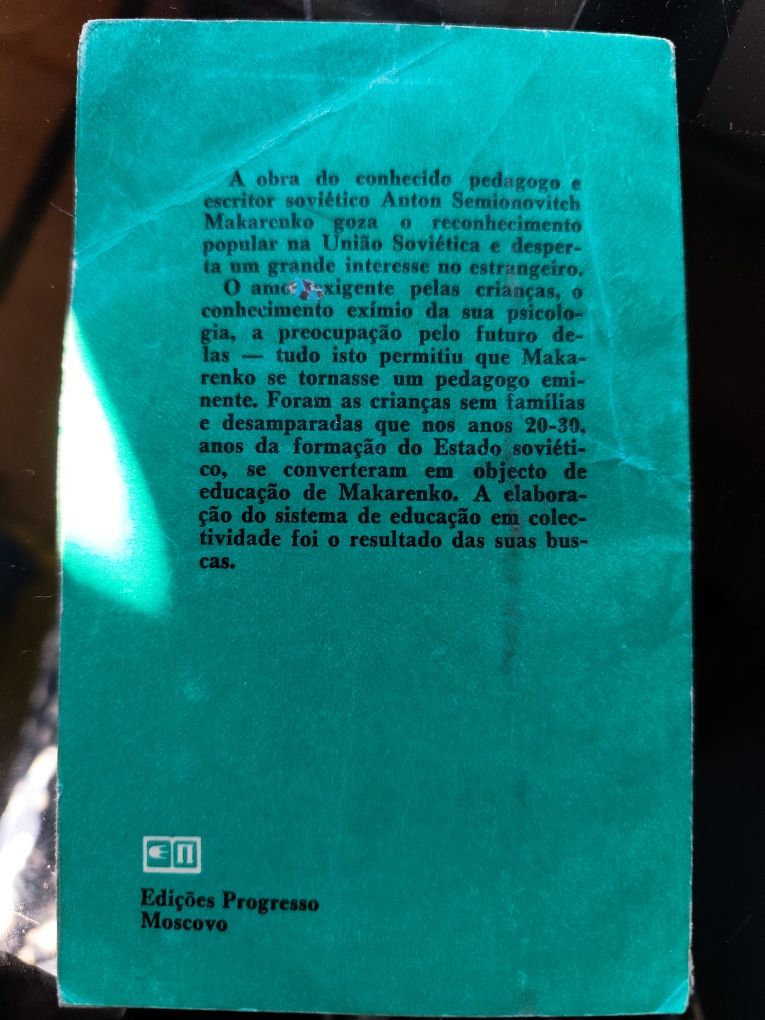 A obra do conhecido pedagogo e
escritor soviético Anton Semionovitch
Makarenko goza o reconhecimento
popular na União Soviética e desper-
ta um grande interesse no estrangeiro.
O amo xigente pelas crianças, o
conhecimento exímio da sua psicolo-
gia, a preocupação pelo futuro de-
las — tudo isto permitiu que Maka-
renko se tornasse um pedagogo emi-
nente. Foram as crianças sem famílias
e desamparadas que nos anos 20-30,
anos da formação do Estado soviéti-
co, se converteram em objecto de
educação de Makarenko. A elabora-
ção do sistema de educação em colec-
tividade foi o resultado das suas bus-
cas.
Edições Progresso
Moscovo